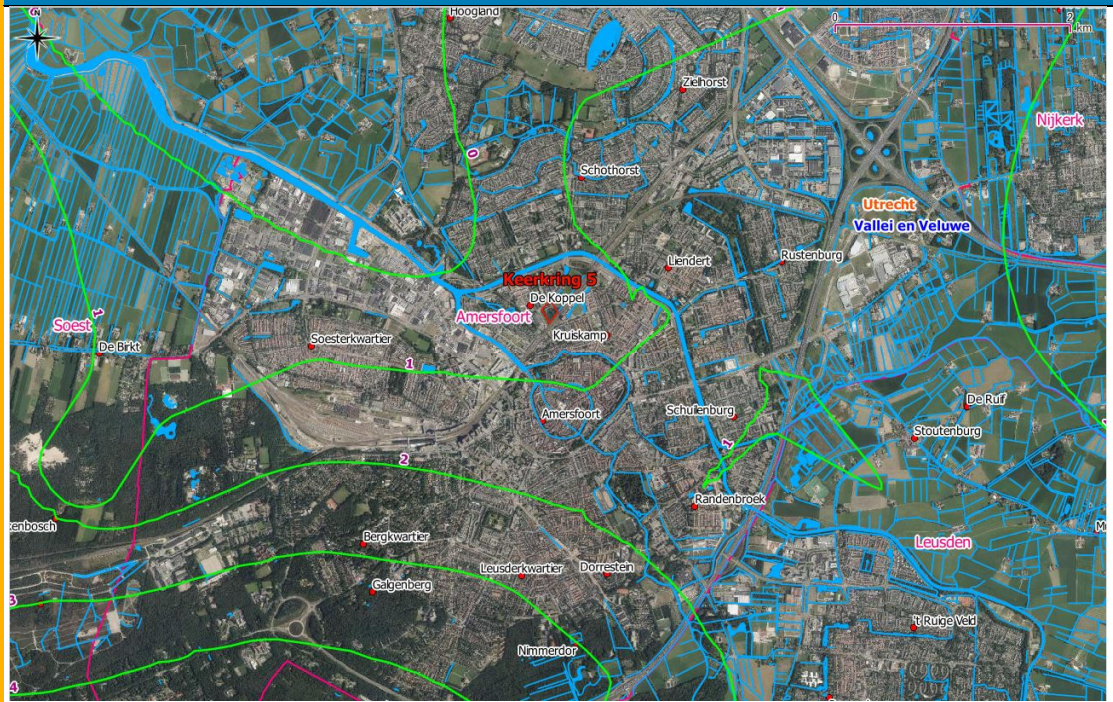 Hoogland
0
2
km
Zielhorst
Nijkerk
0
Schothorst
Utrecht
Vallei en Veluwe
Liendert
Rustenburg
Keerkring 5
De Koppel
Amersfoort
Soest
1
De Birkt
Soesterkwartier
Kruiskamp
1
Amersfoort
Schuilenburg
De Ruif
Stoutenburg
1
2
Randenbroek
kenbosch
Leusden
Bergkwartier
Leusderkwartier
Dorrestein
Galgenberg
3
't Ruige Veld
Nimmerdor
4